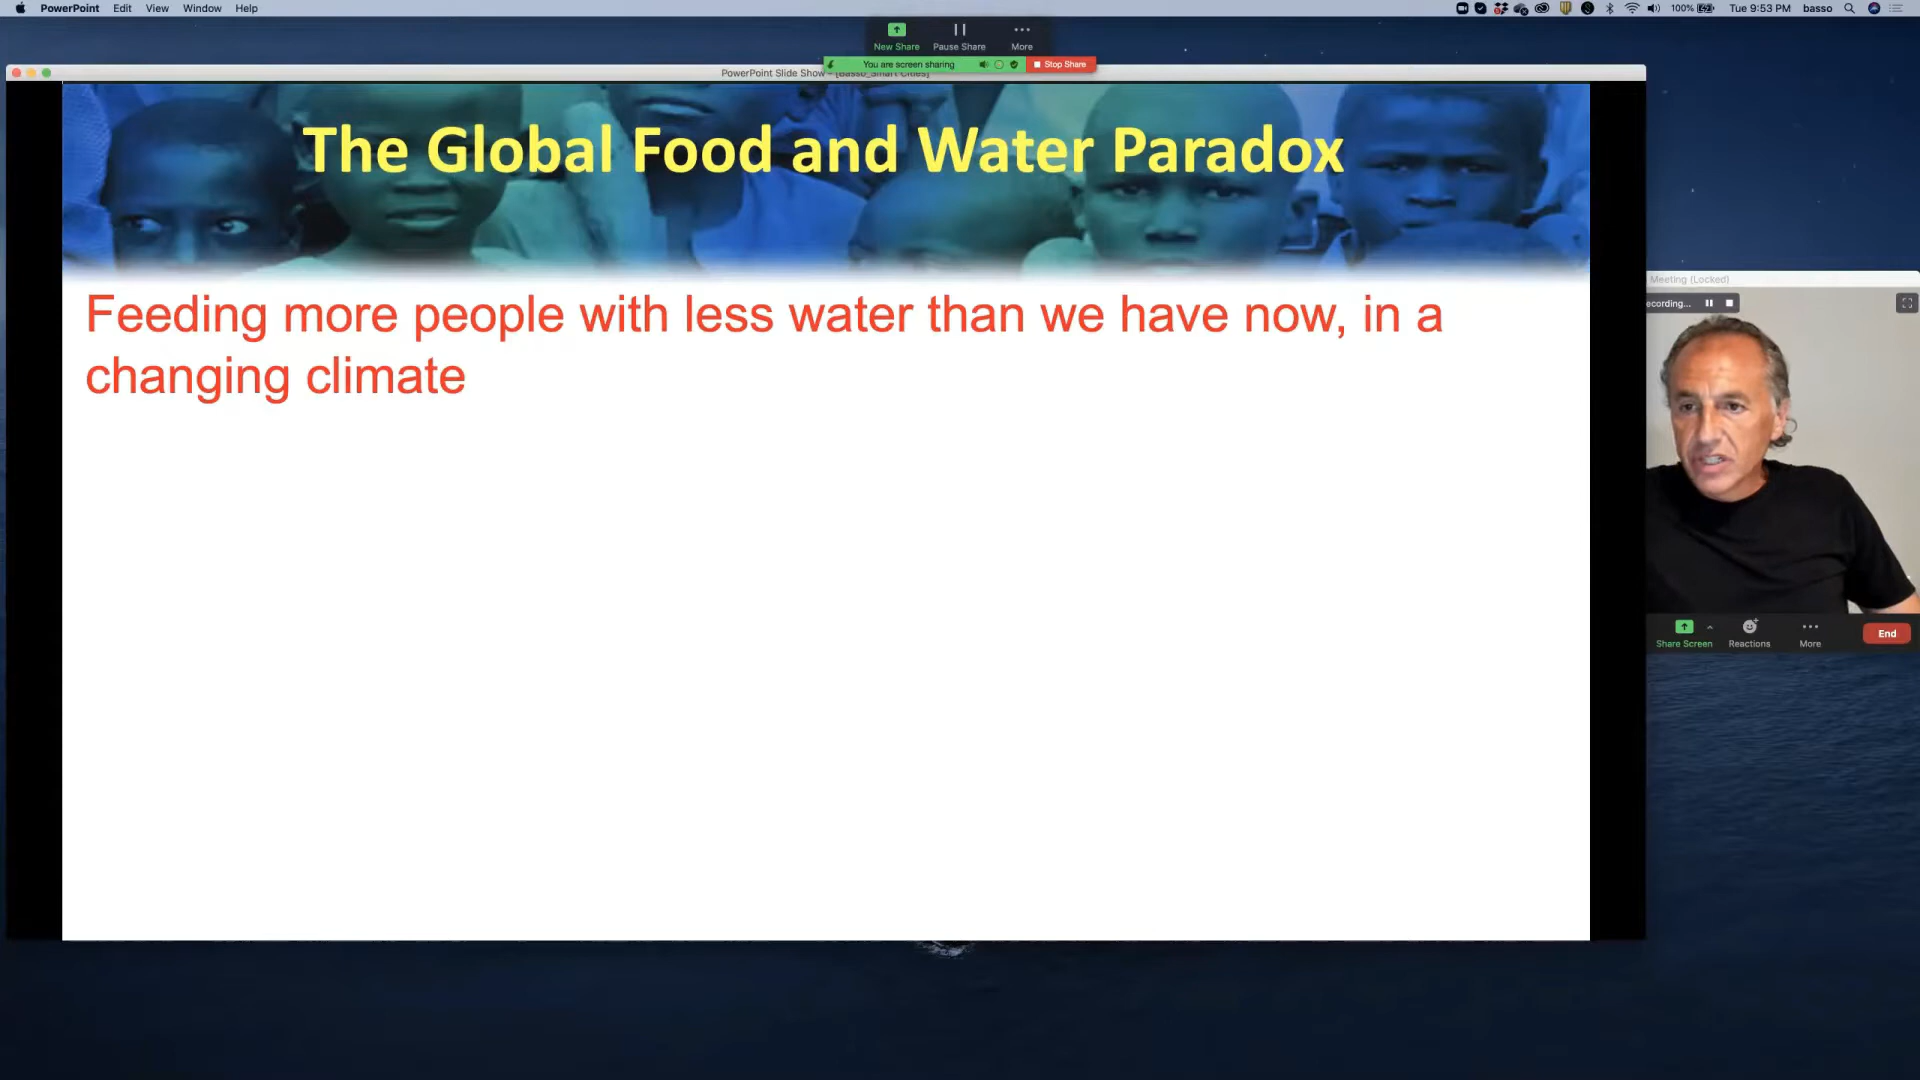 PowerPoint Edit View Window Help
100% Tue 9:53 PM basso
New Share Pause Share More
You are screen sharing Stop Share
PowerPoint Slide Show - [Basso_Smart Cities]
The Global Food and Water Paradox
Feeding more people with less water than we have now, in a
changing climate
Meeting (Locked)
ecording...
Share Screen Reactions More End